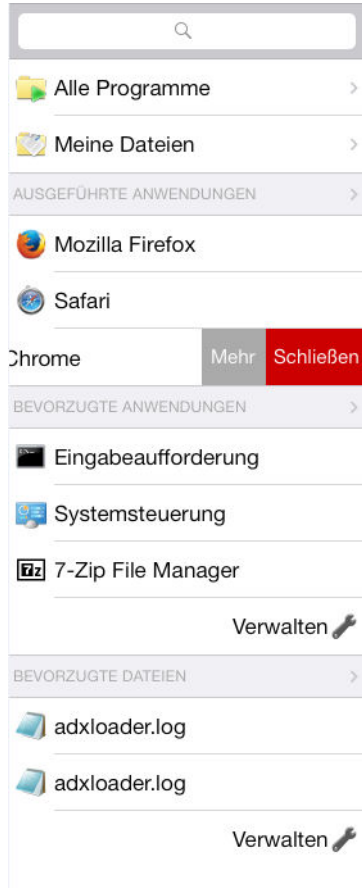 Alle Programme
Meine Dateien
AUSGEFÜHRTE ANWENDUNGEN
Mozilla Firefox
Safari
Chrome Mehr Schließen
BEVORZUGTE ANWENDUNGEN
Eingabeaufforderung
Systemsteuerung
7z 7-Zip File Manager
Verwalten
BEVORZUGTE DATEIEN
adxloader.log
adxloader.log
Verwalten